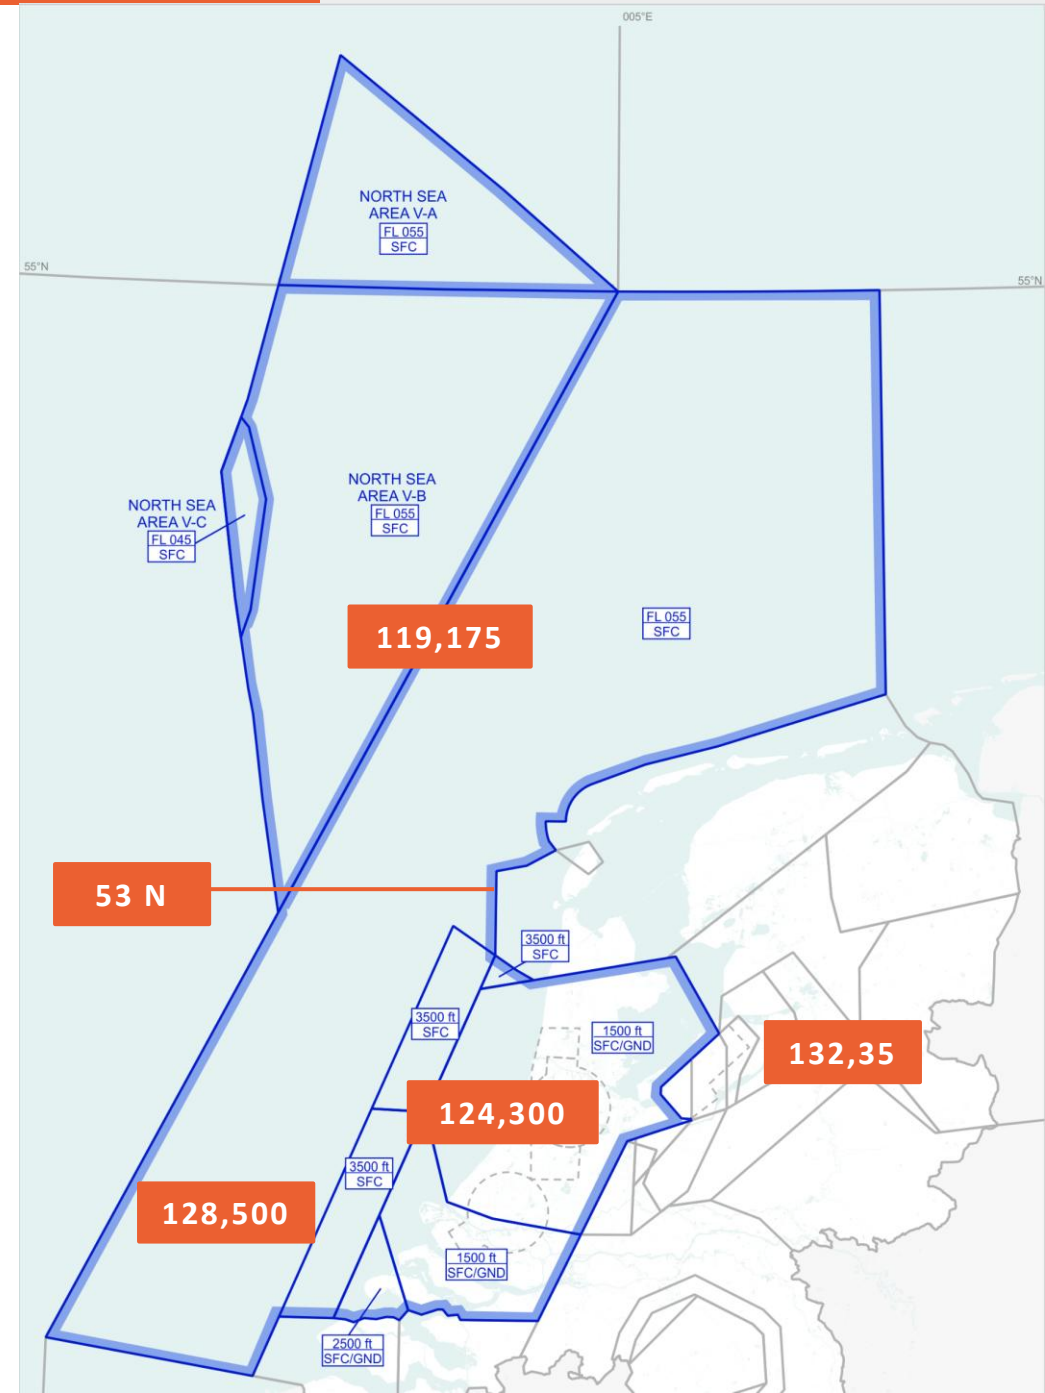 005°E
NORTH SEA
AREA V-A
FL 055
SFC
55°N
55°N
NORTH SEA
AREA V-B
FL 055
SFC
NORTH SEA
AREA V-C
FL 045
SFC
119,175
FL 055
SFC
53 N
3500 ft
SFC
3500 ft
SFC
1500 ft
SFC/GND
132,35
124,300
3500 ft
SFC
128,500
1500 ft
SFC/GND
2500 ft
SFC/GND